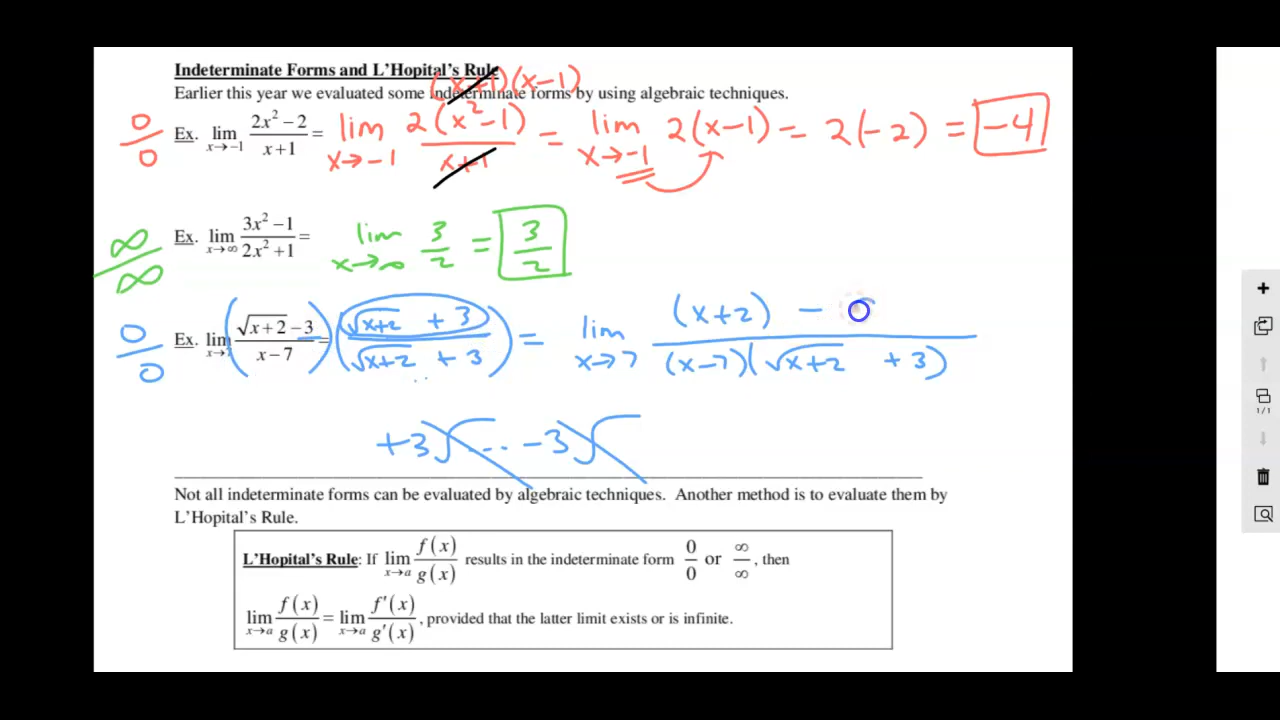 Indeterminate Forms and L'Hopital's Rule
(x+1)(x-1)
Earlier this year we evaluated some indeterminate forms by using algebraic techniques.
0/0 Ex. lim x→-1 (2x² − 2)/(x+1) = lim x→-1 2(x²-1)/(x+1) = lim x→-1 2(x-1) = 2(-2) = -4
∞/∞ Ex. lim x→∞ (3x² − 1)/(2x² + 1) = lim x→∞ 3/2 = 3/2
0/0 Ex. lim x→7 (√(x+2) − 3)/(x − 7) = (√(x+2) + 3)/(√(x+2) + 3) = lim x→7 (x+2) − /(x-7)(√(x+2) + 3)
+3√ ... -3√
Not all indeterminate forms can be evaluated by algebraic techniques. Another method is to evaluate them by
L'Hopital's Rule.
L'Hopital's Rule: If lim x→a f(x)/g(x) results in the indeterminate form 0/0 or ∞/∞, then
lim x→a f(x)/g(x) = lim x→a f'(x)/g'(x), provided that the latter limit exists or is infinite.
1/1